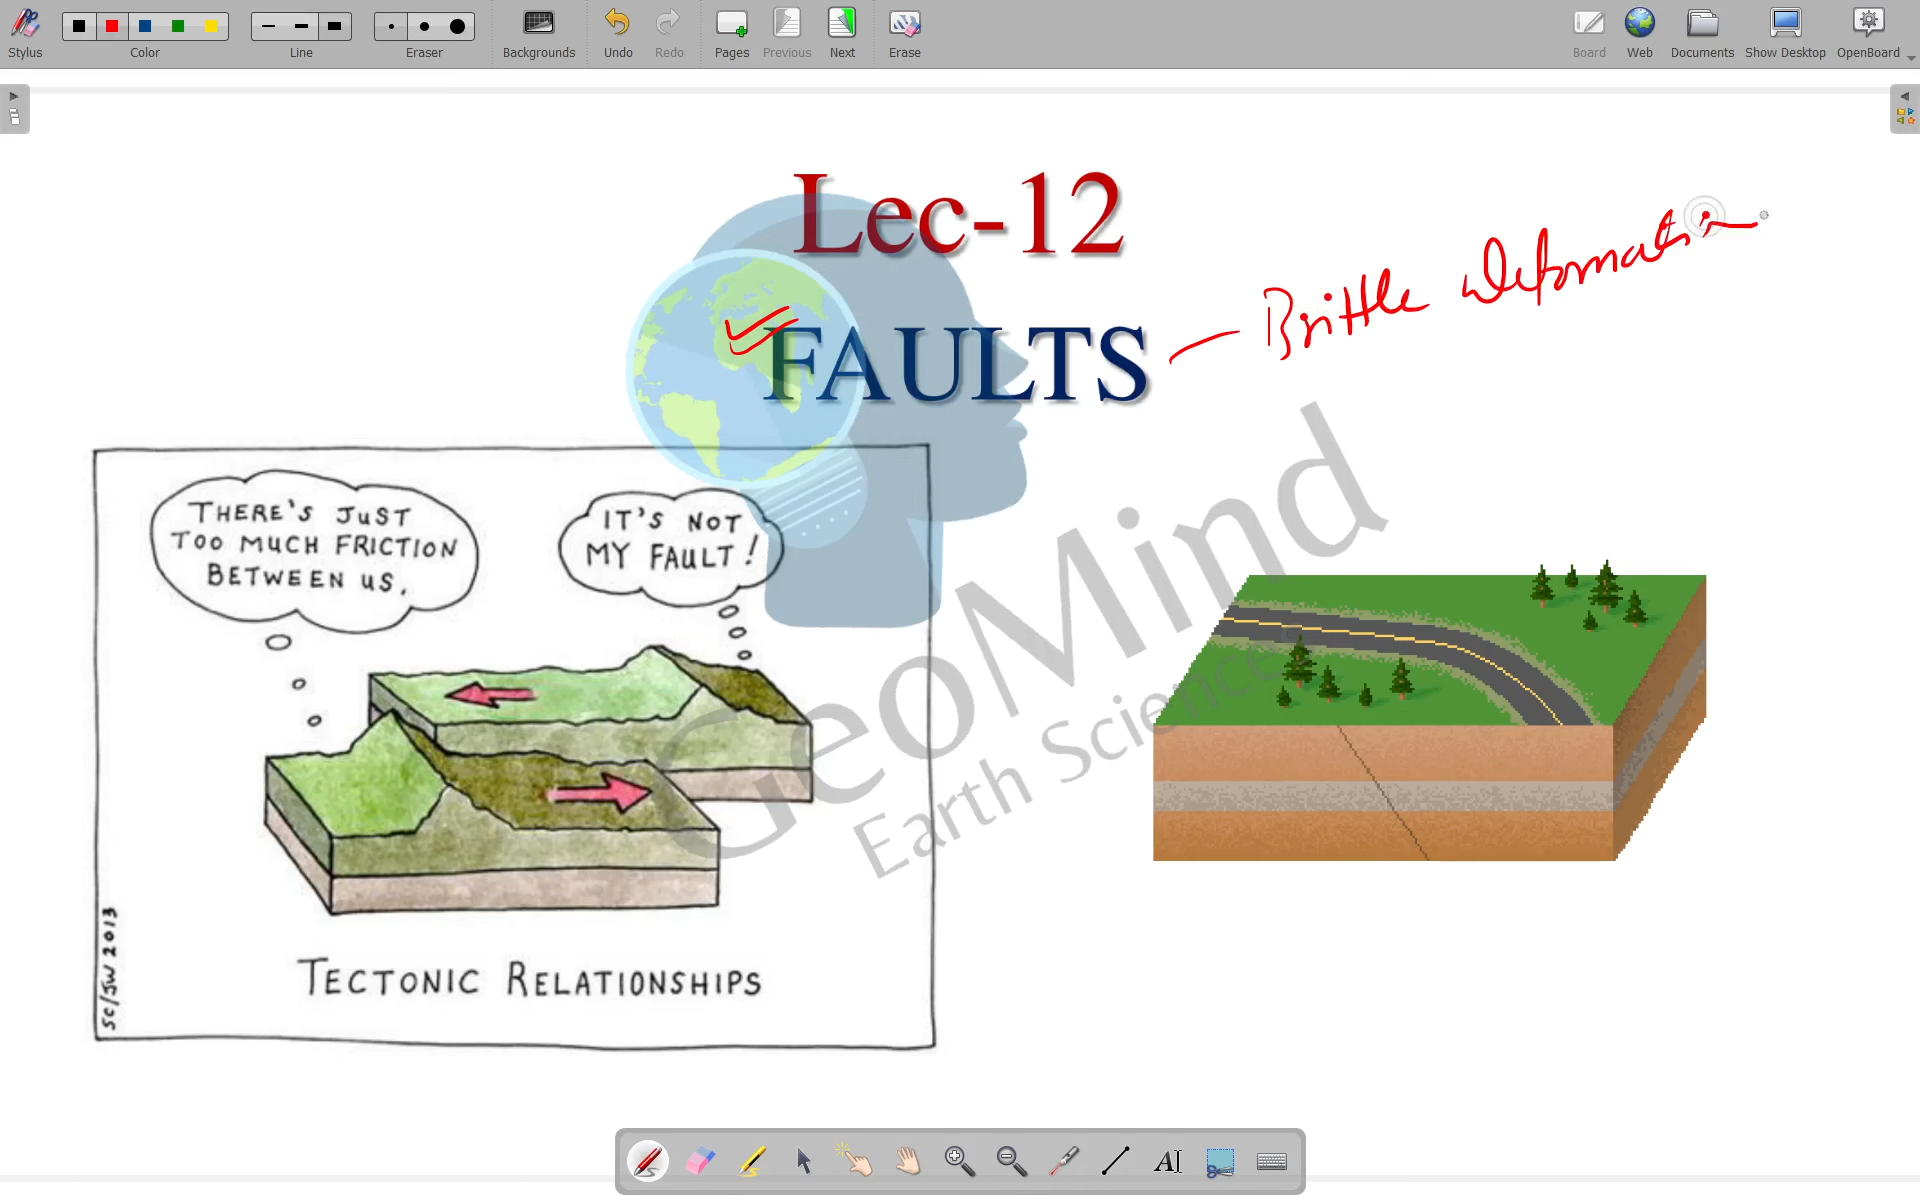 Stylus
Color
Line
Eraser
Backgrounds
Undo
Redo
Pages
Previous
Next
Erase
Board
Web
Documents
Show Desktop
OpenBoard
Lec-12
FAULTS
Brittle Deformation
THERE'S JUST
TOO MUCH FRICTION
BETWEEN US.
IT'S NOT
MY FAULT!
SC/JW 2013
TECTONIC RELATIONSHIPS
GeoMind
Earth Science